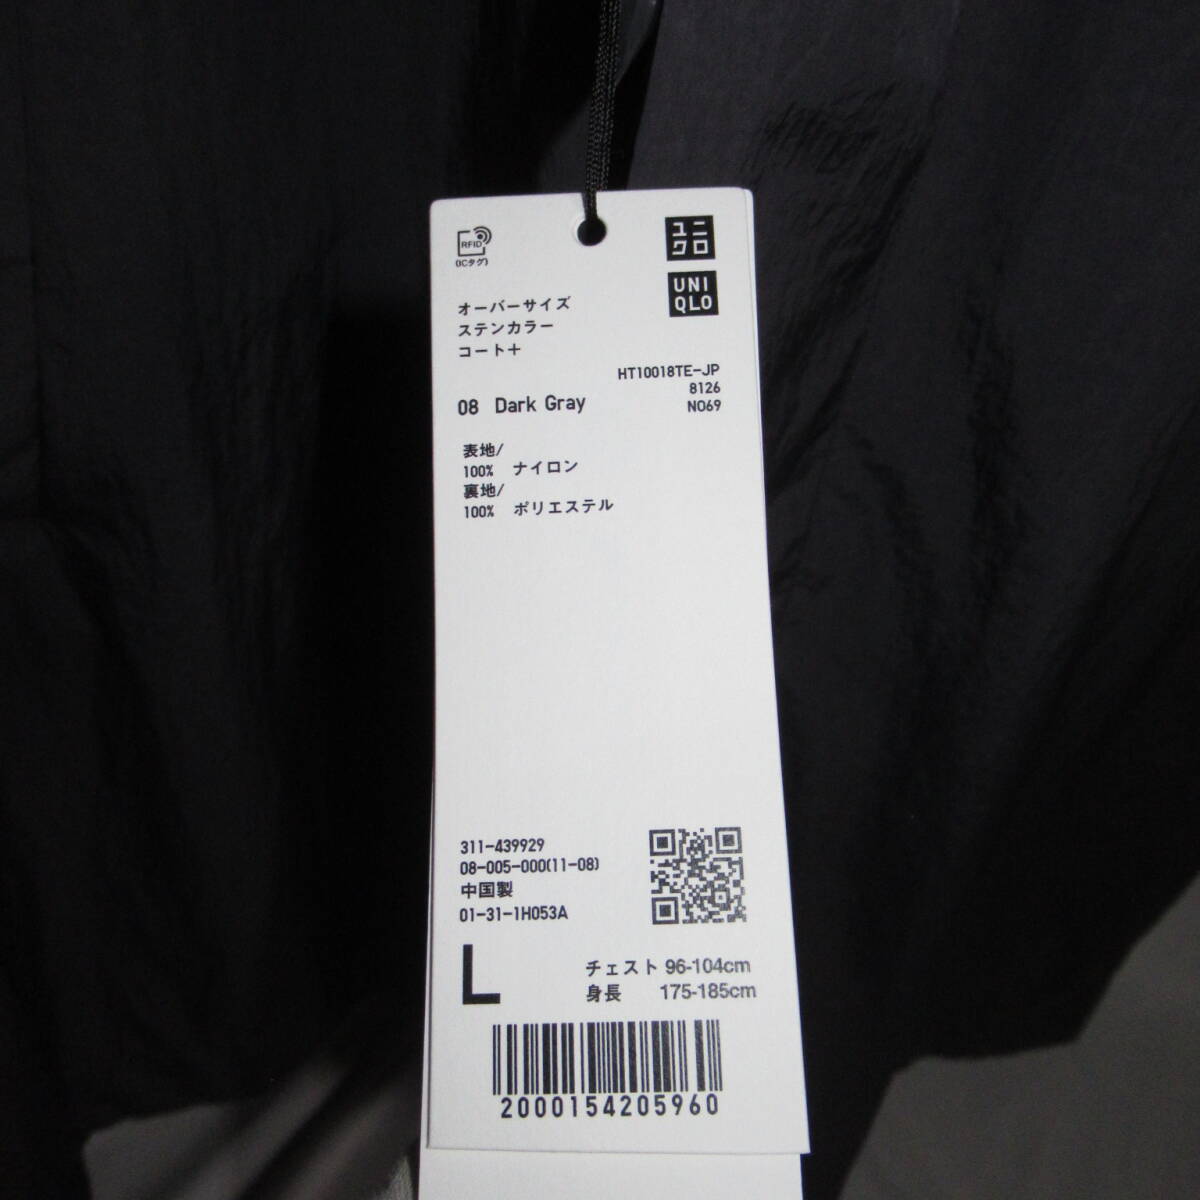 RFID
(ICタグ)
ユニ
クロ
UNI
QLO
オーバーサイズ
ステンカラー
コート+
HT10018TE-JP
8126
N069
08 Dark Gray
表地/
100% ナイロン
裏地/
100% ポリエステル
311-439929
08-005-000(11-08)
中国製
01-31-1H053A
L
チェスト 96-104cm
身長 175-185cm
2000154205960